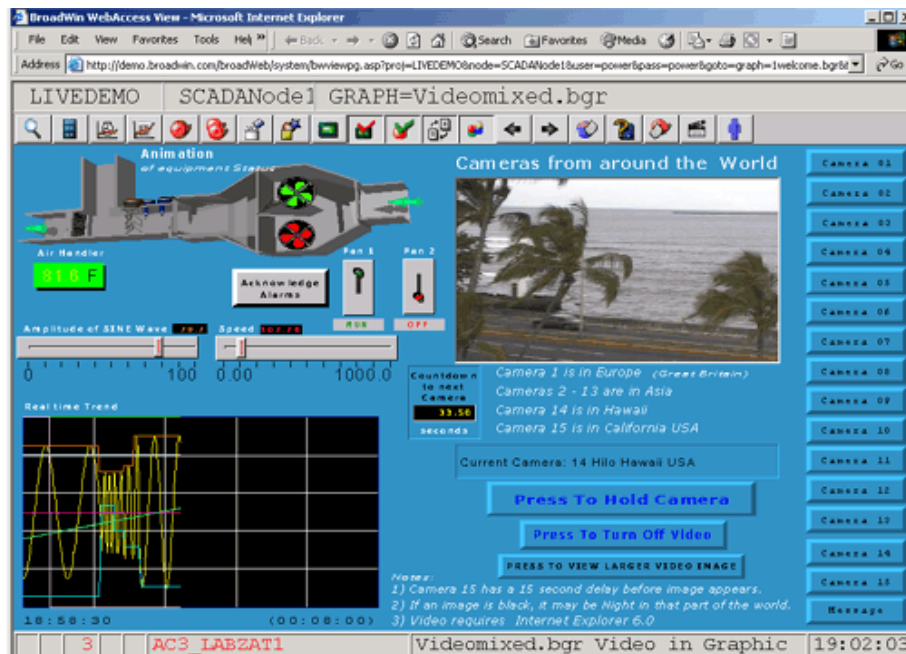 BroadWin WebAccess View - Microsoft Internet Explorer
File Edit View Favorites Tools Help »
Back Search Favorites Media
Address http://demo.broadwin.com/broadWeb/system/bwviewpg.asp?proj=LIVEDEMO&node=SCADANode1&user=power&pass=power&goto=graph=1welcome.bgr& Go
LIVEDEMO SCADANode1 GRAPH=Videomixed.bgr
Animation
of equipment Status
Cameras from around the World
Air Handler
81.6 F
Acknowledge
Alarms
Fan 1
Fan 2
RUN
OFF
Amplitude of SINE Wave
Speed
0 100
0.00 1000.0
Countdown
to next
Camera
33.56
seconds
Camera 1 is in Europe (Great Britain)
Cameras 2 - 13 are in Asia
Camera 14 is in Hawaii
Camera 15 is in California USA
Current Camera: 14 Hilo Hawaii USA
Press To Hold Camera
Press To Turn Off Video
PRESS TO VIEW LARGER VIDEO IMAGE
Real time Trend
18:58:30 (00:08:00)
Notes:
1) Camera 15 has a 15 second delay before image appears.
2) If an image is black, it may be Night in that part of the world.
3) Video requires Internet Explorer 6.0
Camera 01
Camera 02
Camera 03
Camera 04
Camera 05
Camera 06
Camera 07
Camera 08
Camera 09
Camera 10
Camera 11
Camera 12
Camera 13
Camera 14
Camera 15
Message
3 AC3_LABZAT1 Videomixed.bgr Video in Graphic 19:02:03